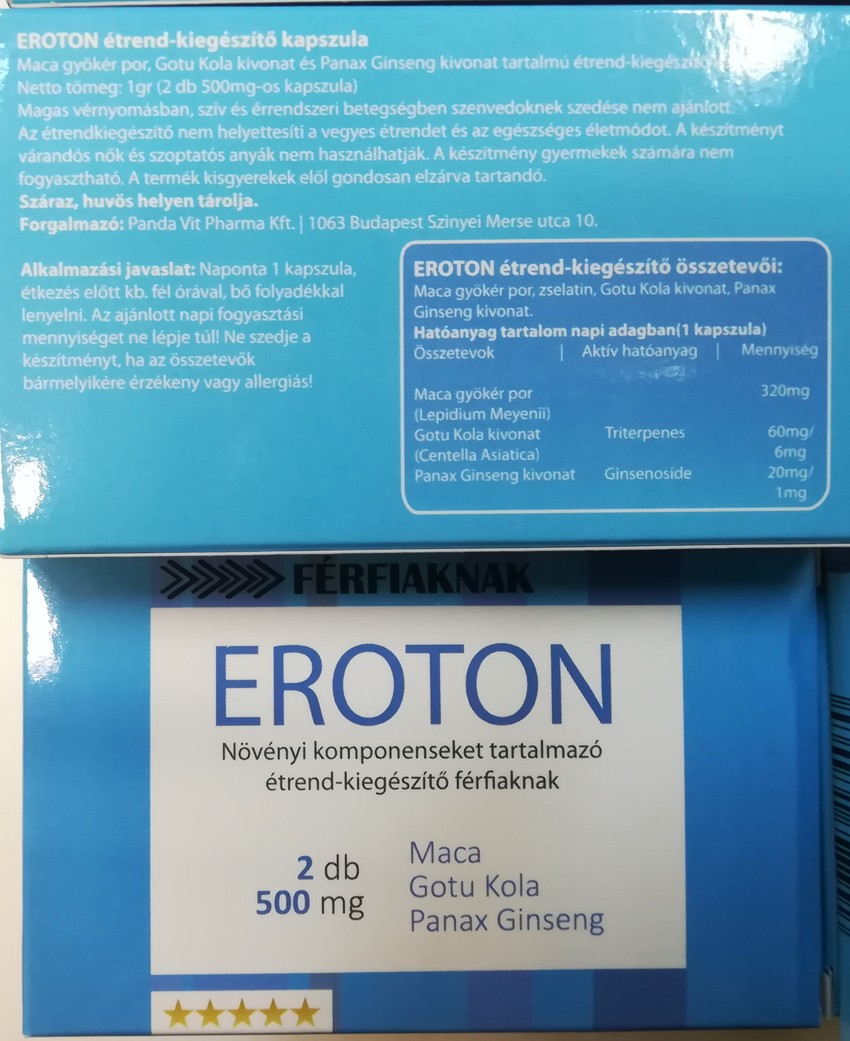 EROTON étrend-kiegészítő kapszula
Maca gyökér por, Gotu Kola kivonat és Panax Ginseng kivonat tartalmú étrend-kiegészítő
Netto tömeg: 1gr (2 db 500mg-os kapszula)
Magas vérnyomásban, szív és érrendszeri betegségben szenvedoknek szedése nem ajánlott.
Az étrendkiegészítő nem helyettesíti a vegyes étrendet és az egészséges életmódot. A készítményt
várandós nők és szoptatós anyák nem használhatják. A készítmény gyermekek számára nem
fogyasztható. A termék kisgyerekek elől gondosan elzárva tartandó.
Száraz, huvös helyen tárolja.
Forgalmazó: Panda Vit Pharma Kft. | 1063 Budapest Szinyei Merse utca 10.
Alkalmazási javaslat: Naponta 1 kapszula,
étkezés előtt kb. fél órával, bő folyadékkal
lenyelni. Az ajánlott napi fogyasztási
mennyiséget ne lépje túl! Ne szedje a
készítményt, ha az összetevők
bármelyikére érzékeny vagy allergiás!
EROTON étrend-kiegészítő összetevői:
Maca gyökér por, zselatin, Gotu Kola kivonat, Panax
Ginseng kivonat.
Hatóanyag tartalom napi adagban(1 kapszula)
Összetevok | Aktív hatóanyag | Mennyiség
Maca gyökér por 320mg
(Lepidium Meyenii)
Gotu Kola kivonat Triterpenes 60mg/
(Centella Asiatica) 6mg
Panax Ginseng kivonat Ginsenoside 20mg/
1mg
FÉRFIAKNAK
EROTON
Növényi komponenseket tartalmazó
étrend-kiegészítő férfiaknak
2 db
500 mg
Maca
Gotu Kola
Panax Ginseng